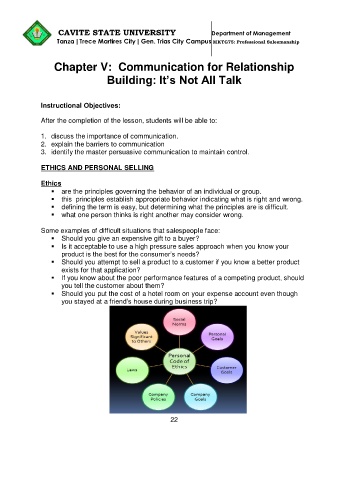 CAVITE STATE UNIVERSITY
Department of Management
Tanza | Trece Martires City | Gen. Trias City Campus MKTG75: Professional Salesmanship
Chapter V: Communication for Relationship
Building: It's Not All Talk
Instructional Objectives:
After the completion of the lesson, students will be able to:
1. discuss the importance of communication.
2. explain the barriers to communication
3. identify the master persuasive communication to maintain control.
ETHICS AND PERSONAL SELLING
Ethics
▪ are the principles governing the behavior of an individual or group.
▪ this principles establish appropriate behavior indicating what is right and wrong.
▪ defining the term is easy, but determining what the principles are is difficult.
▪ what one person thinks is right another may consider wrong.
Some examples of difficult situations that salespeople face:
▪ Should you give an expensive gift to a buyer?
▪ Is it acceptable to use a high pressure sales approach when you know your
product is the best for the consumer's needs?
▪ Should you attempt to sell a product to a customer if you know a better product
exists for that application?
▪ If you know about the poor performance features of a competing product, should
you tell the customer about them?
▪ Should you put the cost of a hotel room on your expense account even though
you stayed at a friend's house during business trip?
Social
Norms
Values
Significant
to Others
Personal
Goals
Personal
Code of
Ethics
Laws
Customer
Goals
Company
Policies
Company
Goals
22